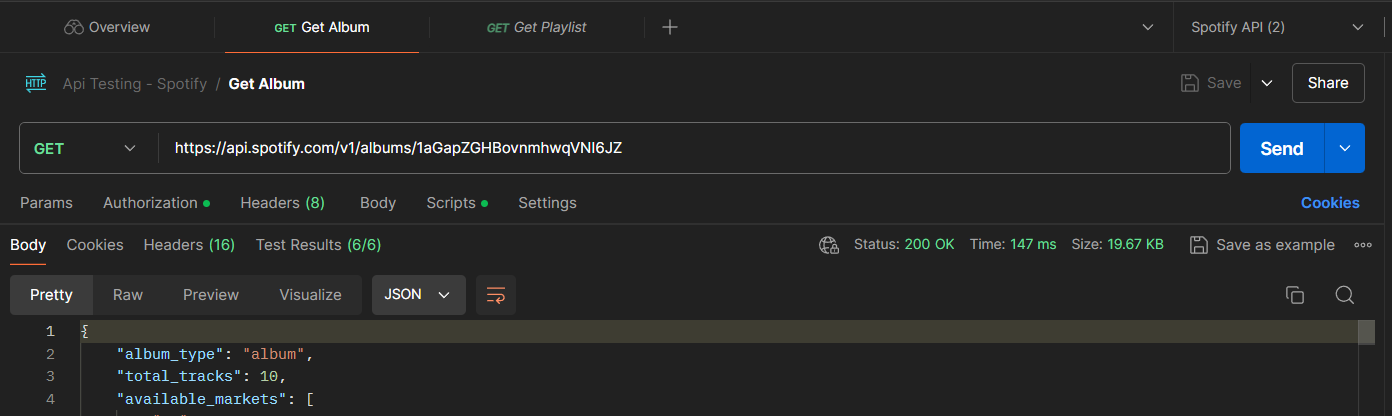 Overview GET Get Album GET Get Playlist Spotify API (2)
HTTP Api Testing - Spotify / Get Album Save Share
GET https://api.spotify.com/v1/albums/1aGapZGHBovnmhwqVNI6JZ Send
Params Authorization Headers (8) Body Scripts Settings Cookies
Body Cookies Headers (16) Test Results (6/6) Status: 200 OK Time: 147 ms Size: 19.67 KB Save as example
Pretty Raw Preview Visualize JSON
1 {
2 "album_type": "album",
3 "total_tracks": 10,
4 "available_markets": [